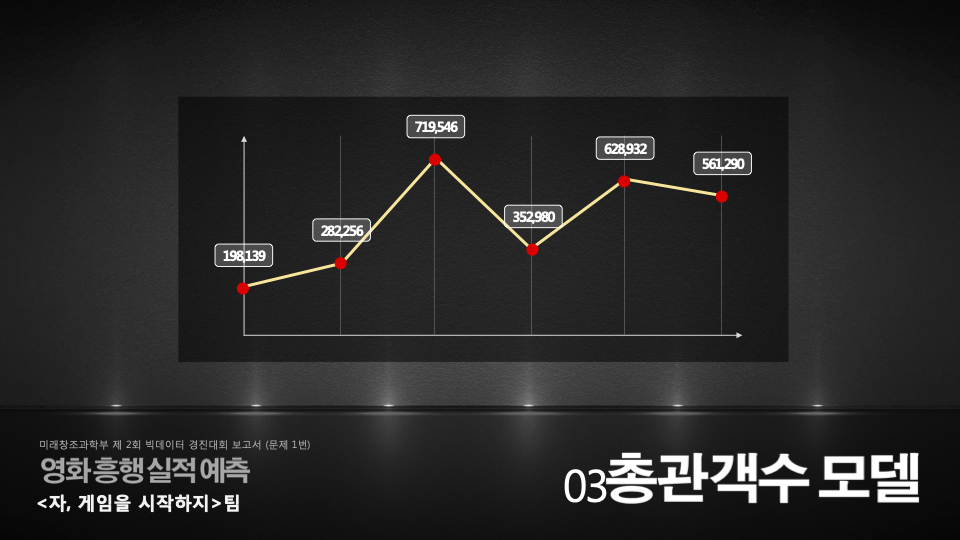 719,546
628,932
561,290
352,980
282,256
198,139
미래창조과학부 제 2회 빅데이터 경진대회 보고서 (문제 1번)
영화 흥행 실적 예측
<자, 게임을 시작하지>팀
03총관객수 모델